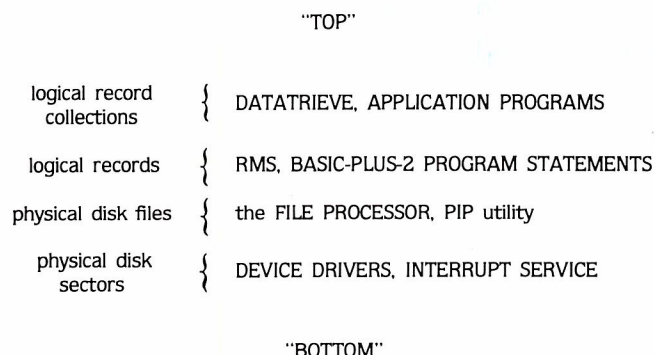 "TOP"
logical record
collections
{ DATATRIEVE, APPLICATION PROGRAMS
logical records { RMS, BASIC-PLUS-2 PROGRAM STATEMENTS
physical disk files { the FILE PROCESSOR, PIP utility
physical disk
sectors
{ DEVICE DRIVERS, INTERRUPT SERVICE
"BOTTOM"